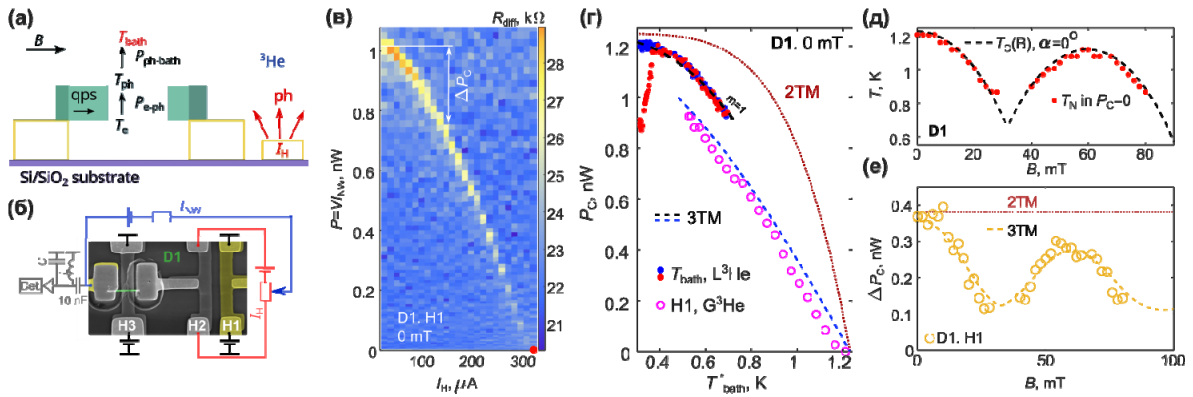 (а)
B
T_bath
P_ph-bath
T_ph
P_e-ph
T_e
qps
³He
ph
I_H
Si/SiO₂ substrate
(б)
I_NW
D1
Det
10
H3
H2
H1
I_H
(в)
R_diff, kΩ
P=VI_NW, nW
1
0.8
0.6
0.4
0.2
0
ΔP_C
D1. H1
0 mT
100
200
300
I_H, μA
28
27
26
25
24
23
22
21
(г)
D1. 0 mT
2TM
m=1
3TM
T_bath, L³He
H1, G³He
P_C, nW
1.2
1
0.8
0.6
0.4
0.2
0
0.4
0.6
0.8
1
1.2
T*_bath, K
(д)
T, K
1.2
0.9
0.6
T_C(R), α=0°
T_N in P_C−0
D1
0
20
40
60
80
B, mT
(е)
2TM
3TM
ΔP_C, nW
0.4
0.3
0.2
0.1
0
D1. H1
0
50
100
B, mT